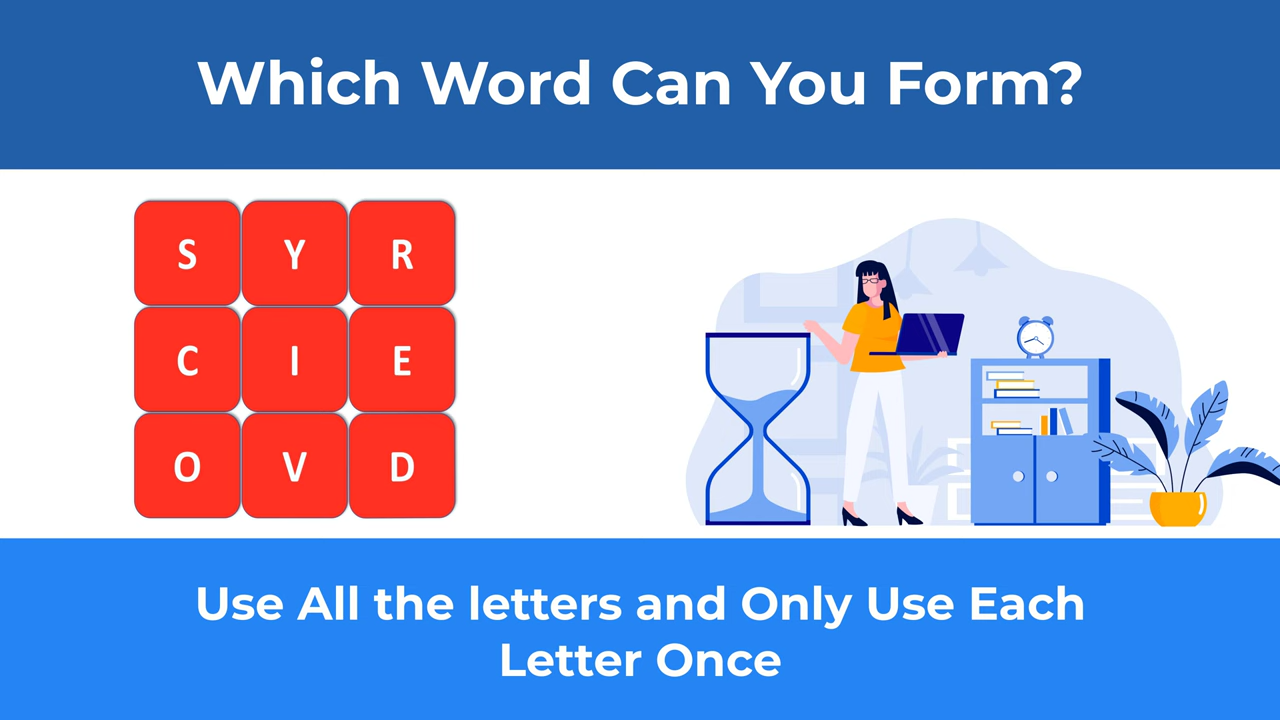 Which Word Can You Form?
S Y R
C I E
O V D
Use All the letters and Only Use Each
Letter Once